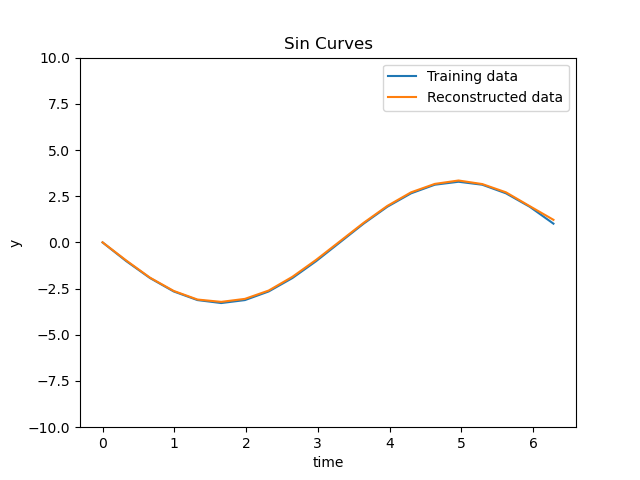 Sin Curves
Training data
Reconstructed data
10.0
7.5
5.0
2.5
0.0
−2.5
−5.0
−7.5
−10.0
y
0 1 2 3 4 5 6
time